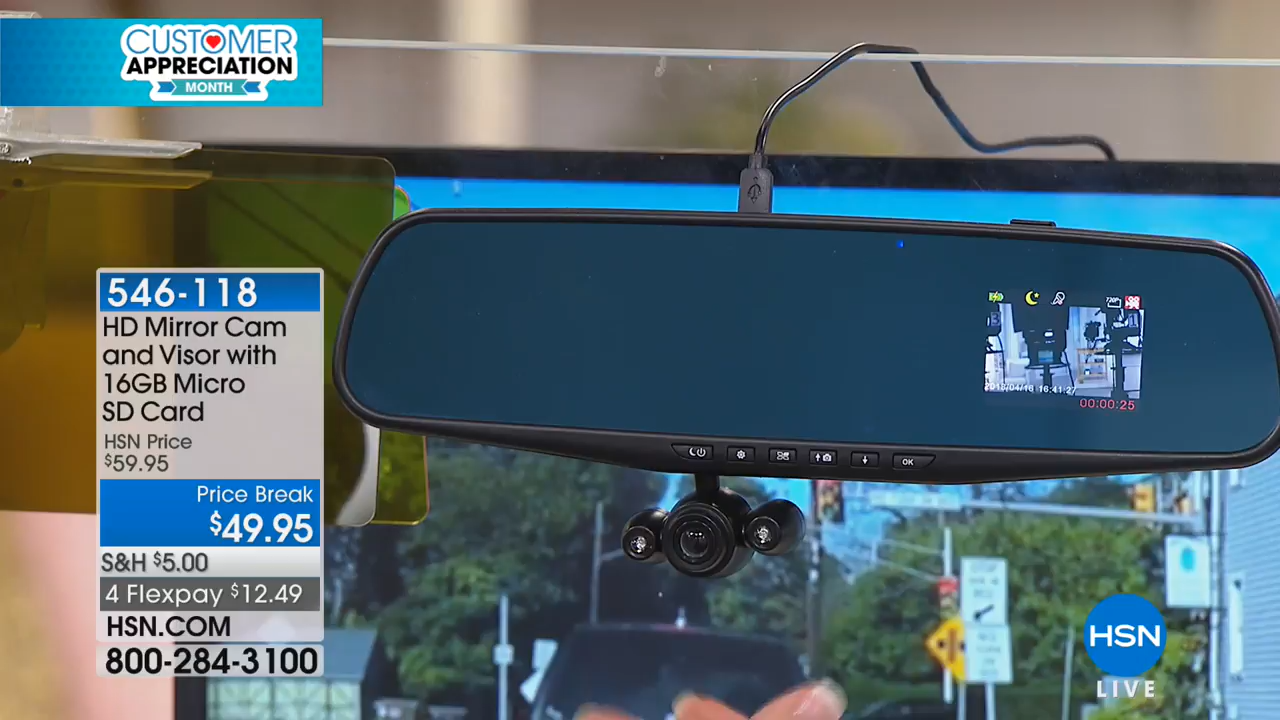 CUSTOMER
APPRECIATION
MONTH
546-118
HD Mirror Cam
and Visor with
16GB Micro
SD Card
HSN Price
$59.95
Price Break
$49.95
S&H $5.00
4 Flexpay $12.49
HSN.COM
800-284-3100
720P
2018/04/16 16:41:27
00:00:25
OK
HSN
LIVE